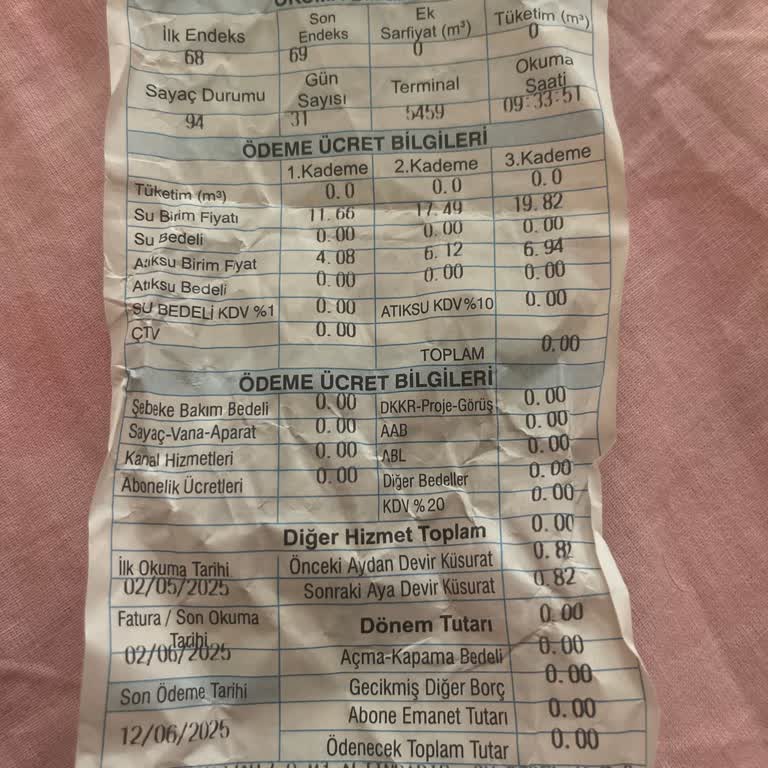 İlk Endeks Son Endeks Ek Sarfiyat (m³) Tüketim (m³)
68 69 0 0
Sayaç Durumu Gün Sayısı Terminal Okuma Saati
94 31 5459 09:33:51
ÖDEME ÜCRET BİLGİLERİ
1.Kademe 2.Kademe 3.Kademe
Tüketim (m³) 0.0 0.0 0.0
Su Birim Fiyatı 11.66 17.49 19.82
Su Bedeli 0.00 0.00 0.00
Atıksu Birim Fiyat 4.08 6.12 6.94
Atıksu Bedeli 0.00 0.00 0.00
SU BEDELİ KDV %1 0.00 ATIKSU KDV %10 0.00
ÇTV 0.00
TOPLAM 0.00
ÖDEME ÜCRET BİLGİLERİ
Şebeke Bakım Bedeli 0.00 DKKR-Proje-Görüş 0.00
Sayaç-Vana-Aparat 0.00 AAB 0.00
Kanal Hizmetleri 0.00 ABL 0.00
Abonelik Ücretleri 0.00 Diğer Bedeller 0.00
KDV %20 0.00
Diğer Hizmet Toplam 0.00
İlk Okuma Tarihi Önceki Aydan Devir Küsurat 0.82
02/05/2025 Sonraki Aya Devir Küsurat 0.82
Fatura / Son Okuma Tarihi Dönem Tutarı 0.00
02/06/2025 Açma-Kapama Bedeli 0.00
Son Ödeme Tarihi Gecikmiş Diğer Borç 0.00
12/06/2025 Abone Emanet Tutarı 0.00
Ödenecek Toplam Tutar 0.00